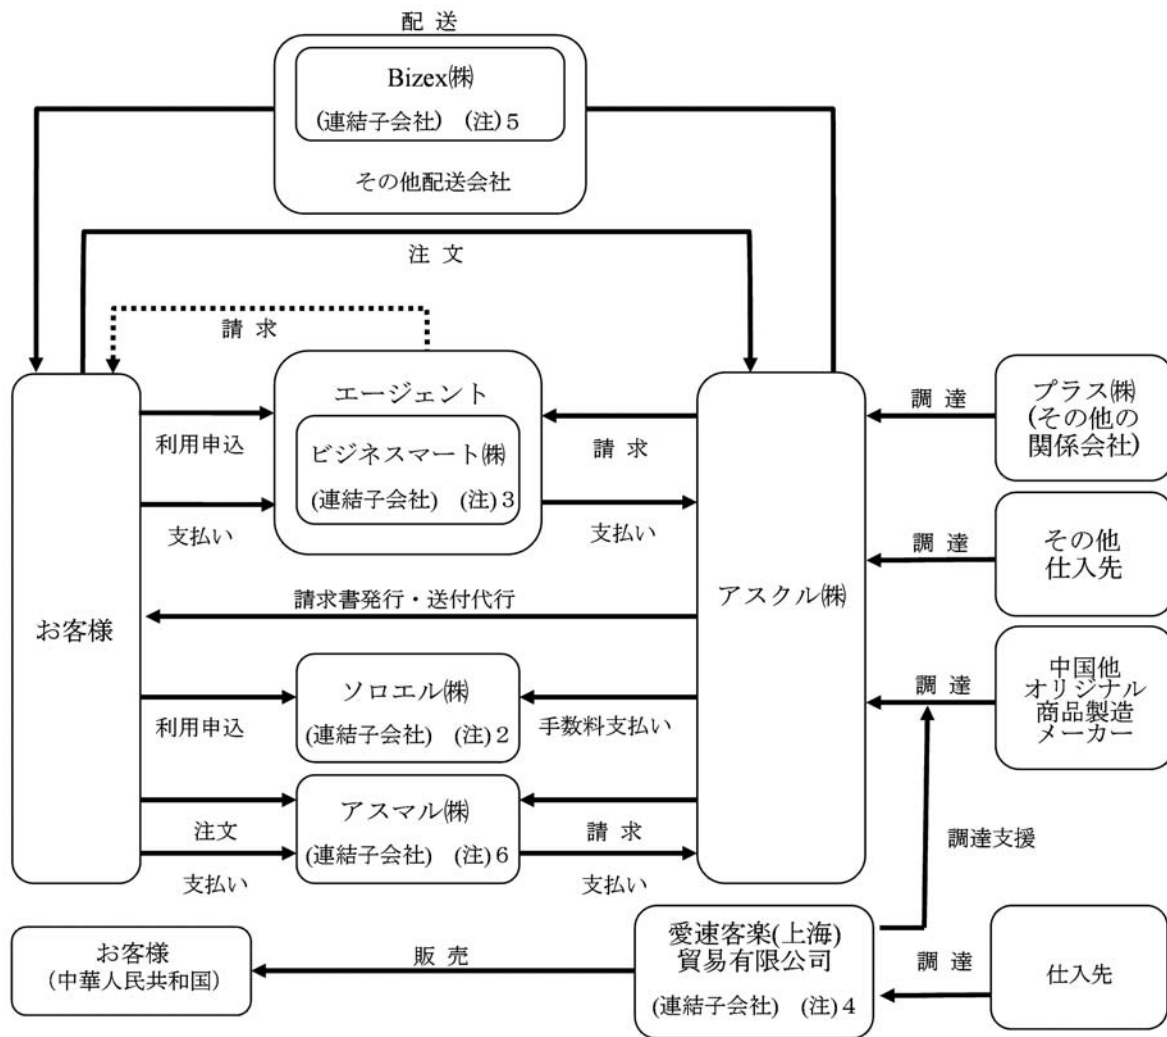 配 送
Bizex㈱
(連結子会社) (注)5
その他配送会社
注 文
請 求
エージェント
ビジネスマート㈱
(連結子会社) (注)3
利用申込
支払い
請 求
支払い
プラス㈱
(その他の
関係会社)
調 達
その他
仕入先
調 達
お客様
請求書発行・送付代行
アスクル㈱
中国他
オリジナル
商品製造
メーカー
調 達
ソロエル㈱
(連結子会社) (注)2
利用申込
手数料支払い
アスマル㈱
(連結子会社) (注)6
注文
支払い
請 求
支払い
調達支援
お客様
（中華人民共和国）
販 売
愛速客楽(上海)
貿易有限公司
(連結子会社) (注)4
調 達
仕入先